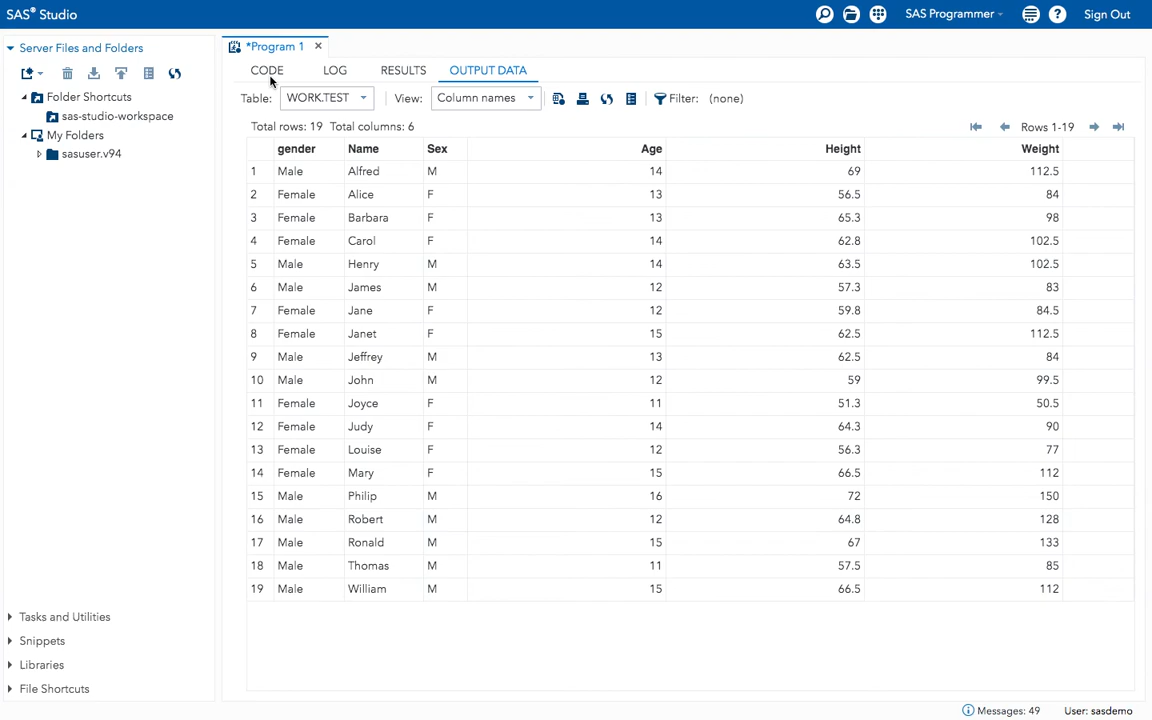 SAS® Studio SAS Programmer Sign Out
Server Files and Folders
Folder Shortcuts
sas-studio-workspace
My Folders
sasuser.v94
Tasks and Utilities
Snippets
Libraries
File Shortcuts
*Program 1
CODE LOG RESULTS OUTPUT DATA
Table: WORK.TEST View: Column names Filter: (none)
Total rows: 19 Total columns: 6 Rows 1-19
gender Name Sex Age Height Weight
1 Male Alfred M 14 69 112.5
2 Female Alice F 13 56.5 84
3 Female Barbara F 13 65.3 98
4 Female Carol F 14 62.8 102.5
5 Male Henry M 14 63.5 102.5
6 Male James M 12 57.3 83
7 Female Jane F 12 59.8 84.5
8 Female Janet F 15 62.5 112.5
9 Male Jeffrey M 13 62.5 84
10 Male John M 12 59 99.5
11 Female Joyce F 11 51.3 50.5
12 Female Judy F 14 64.3 90
13 Female Louise F 12 56.3 77
14 Female Mary F 15 66.5 112
15 Male Philip M 16 72 150
16 Male Robert M 12 64.8 128
17 Male Ronald M 15 67 133
18 Male Thomas M 11 57.5 85
19 Male William M 15 66.5 112
Messages: 49 User: sasdemo